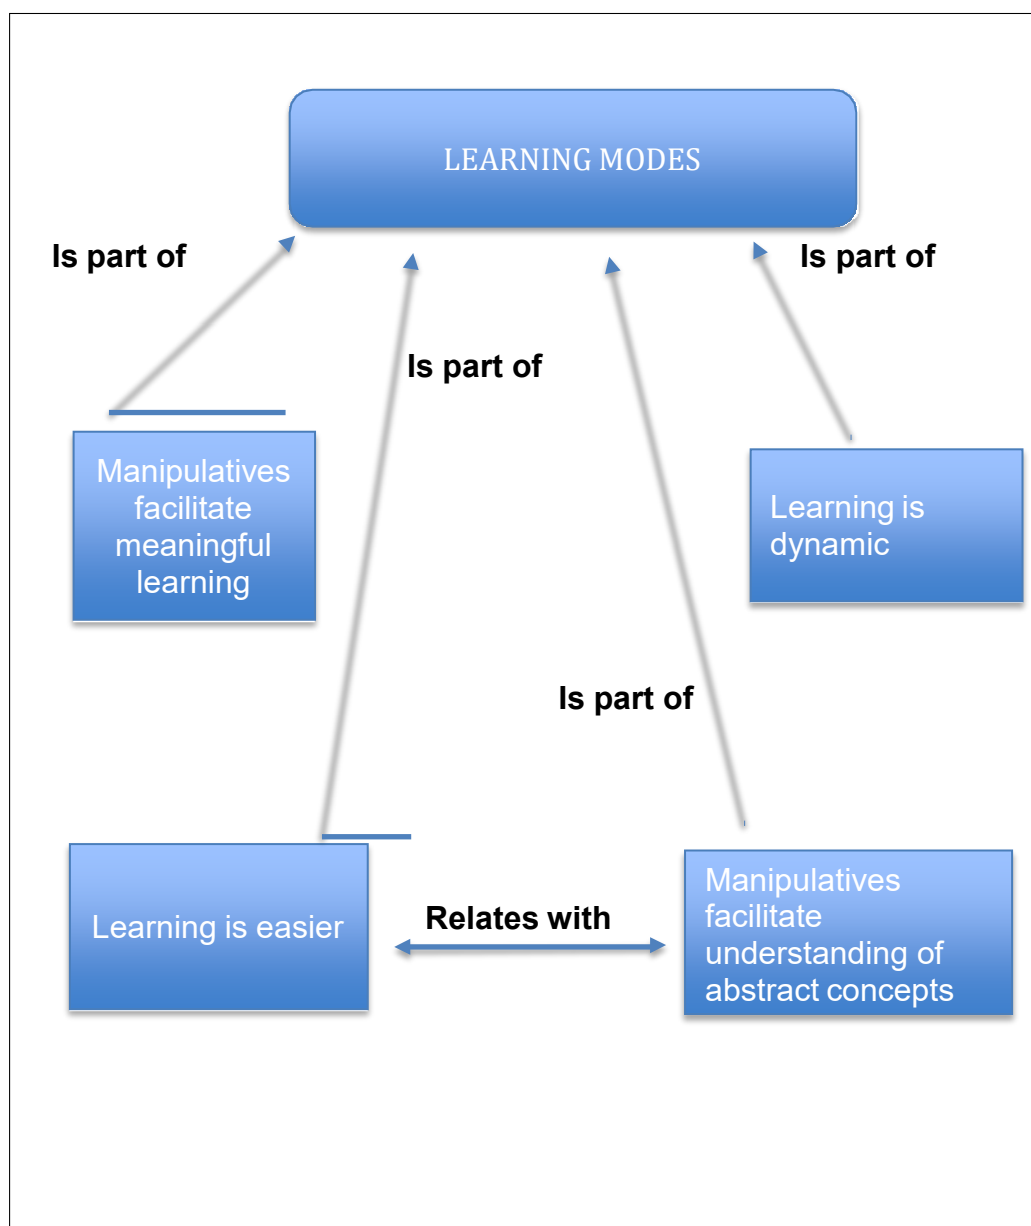 LEARNING MODES
Is part of
Is part of
Is part of
Manipulatives
facilitate
meaningful
learning
Learning is
dynamic
Is part of
Learning is easier
Relates with
Manipulatives
facilitate
understanding of
abstract concepts